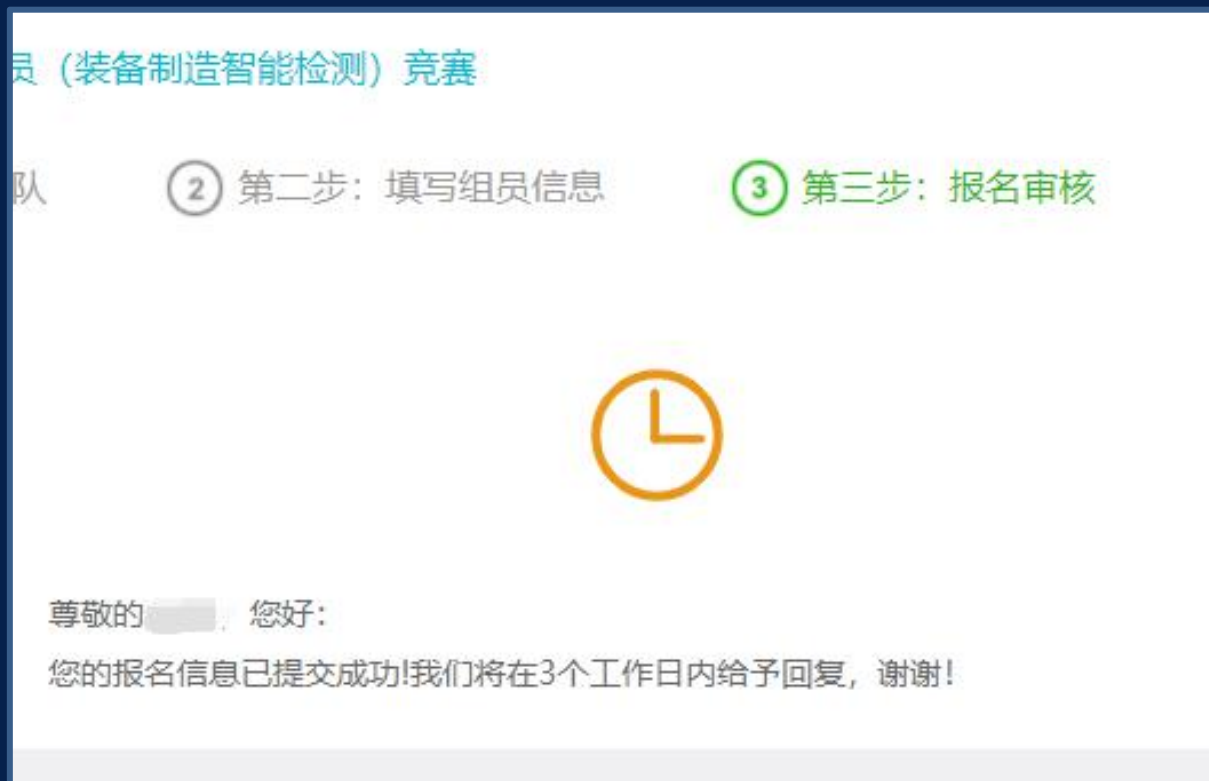 员（装备制造智能检测）竞赛
队 2 第二步：填写组员信息 3 第三步：报名审核
尊敬的 ，您好：
您的报名信息已提交成功!我们将在3个工作日内给予回复，谢谢!